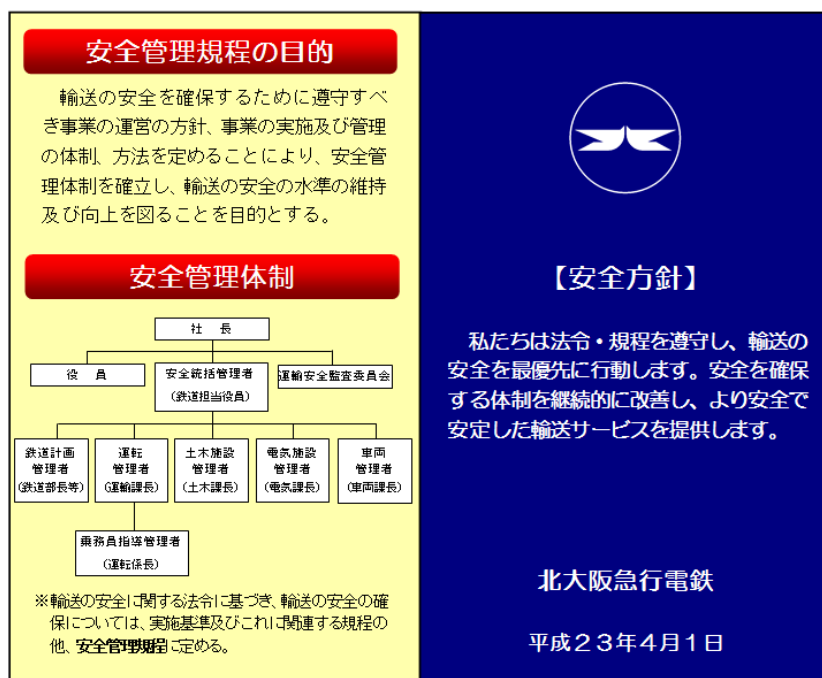 安全管理規程の目的
輸送の安全を確保するために遵守すべ
き事業の運営の方針、事業の実施及び管理
の体制、方法を定めることにより、安全管
理体制を確立し、輸送の安全の水準の維持
及び向上を図ることを目的とする。
安全管理体制
社　長
役　員
安全統括管理者
(鉄道担当役員)
運輸安全監査委員会
鉄道計画
管理者
(鉄道部長等)
運転
管理者
(運輸課長)
土木施設
管理者
(土木課長)
電気施設
管理者
(電気課長)
車両
管理者
(車両課長)
乗務員指導管理者
(運転係長)
※輸送の安全に関する法令に基づき、輸送の安全の確
保については、実施基準及びこれに関連する規程の
他、安全管理規程に定める。
【安全方針】
私たちは法令・規程を遵守し、輸送の
安全を最優先に行動します。安全を確保
する体制を継続的に改善し、より安全で
安定した輸送サービスを提供します。
北大阪急行電鉄
平成２３年４月１日